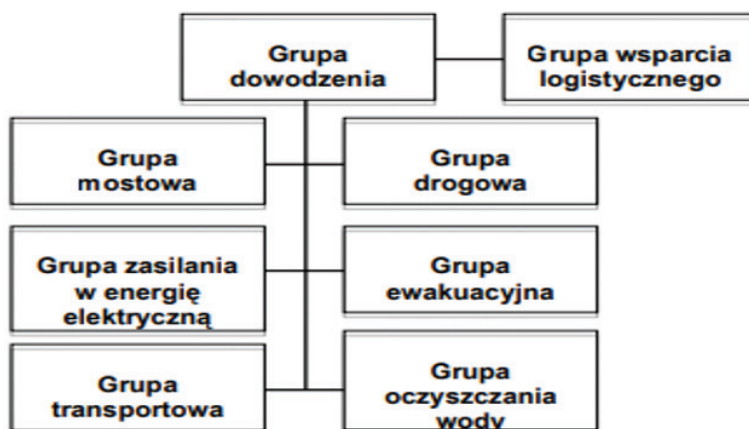 Grupa
dowodzenia
Grupa wsparcia
logistycznego
Grupa
mostowa
Grupa
drogowa
Grupa zasilania
w energię
elektryczną
Grupa
ewakuacyjna
Grupa
transportowa
Grupa
oczyszczania
wody